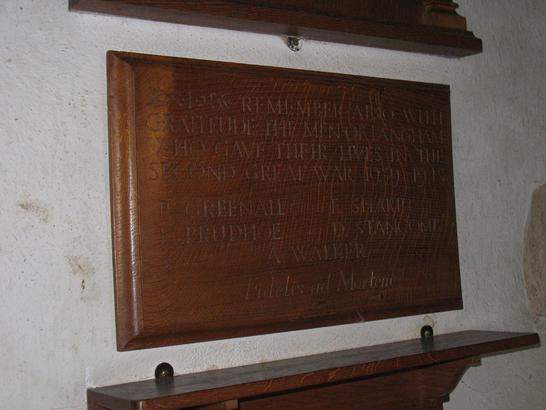 REMEMBER ALSO WITH
GRATITUDE THE MEN OF LANGHAM
WHO GAVE THEIR LIVES IN THE
SECOND GREAT WAR 1939-1945
GREENALL
PRUDHOE D. STANCOMB
A. WALKER
Fidelis ad Mortem